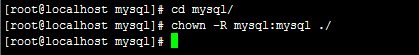 [root@localhost mysql]# cd mysql/
[root@localhost mysql]# chown -R mysql:mysql ./
[root@localhost mysql]#